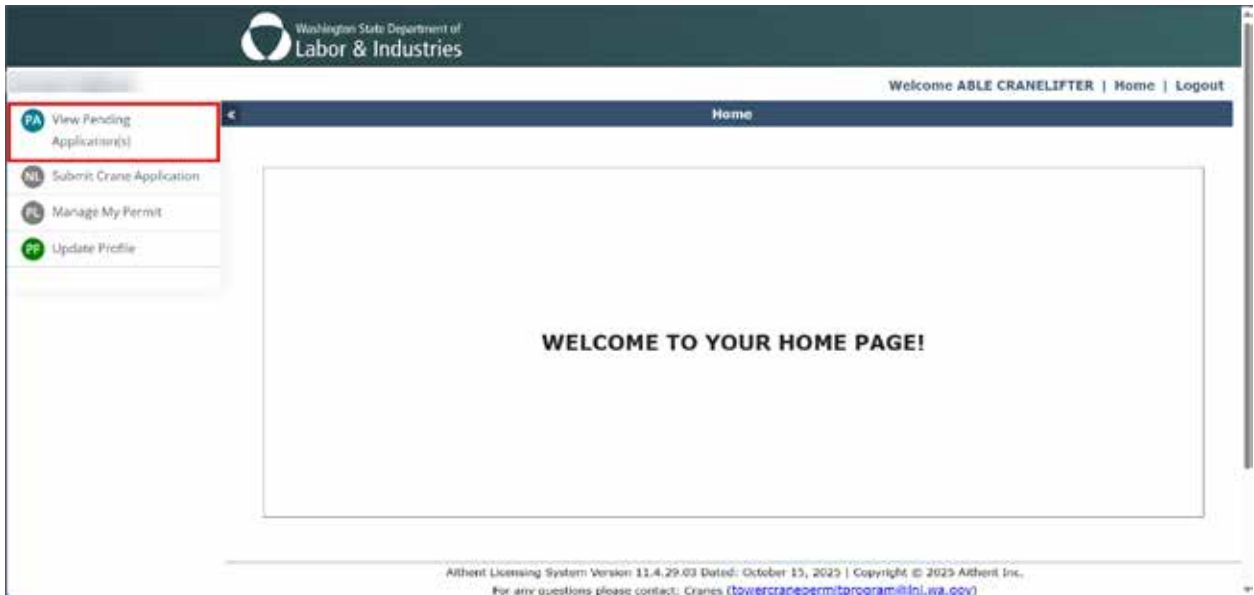 Washington State Department of
Labor & Industries
Welcome ABLE CRANELIFTER | Home | Logout
PA View Pending
Application(s)
< Home
NL Submit Crane Application
PL Manage My Permit
PF Update Profile
WELCOME TO YOUR HOME PAGE!
Aithent Licensing System Version 11.4.29.03 Dated: October 15, 2025 | Copyright © 2025 Aithent Inc.
For any questions please contact: Cranes (towercranepermitprogram@lni.wa.gov)